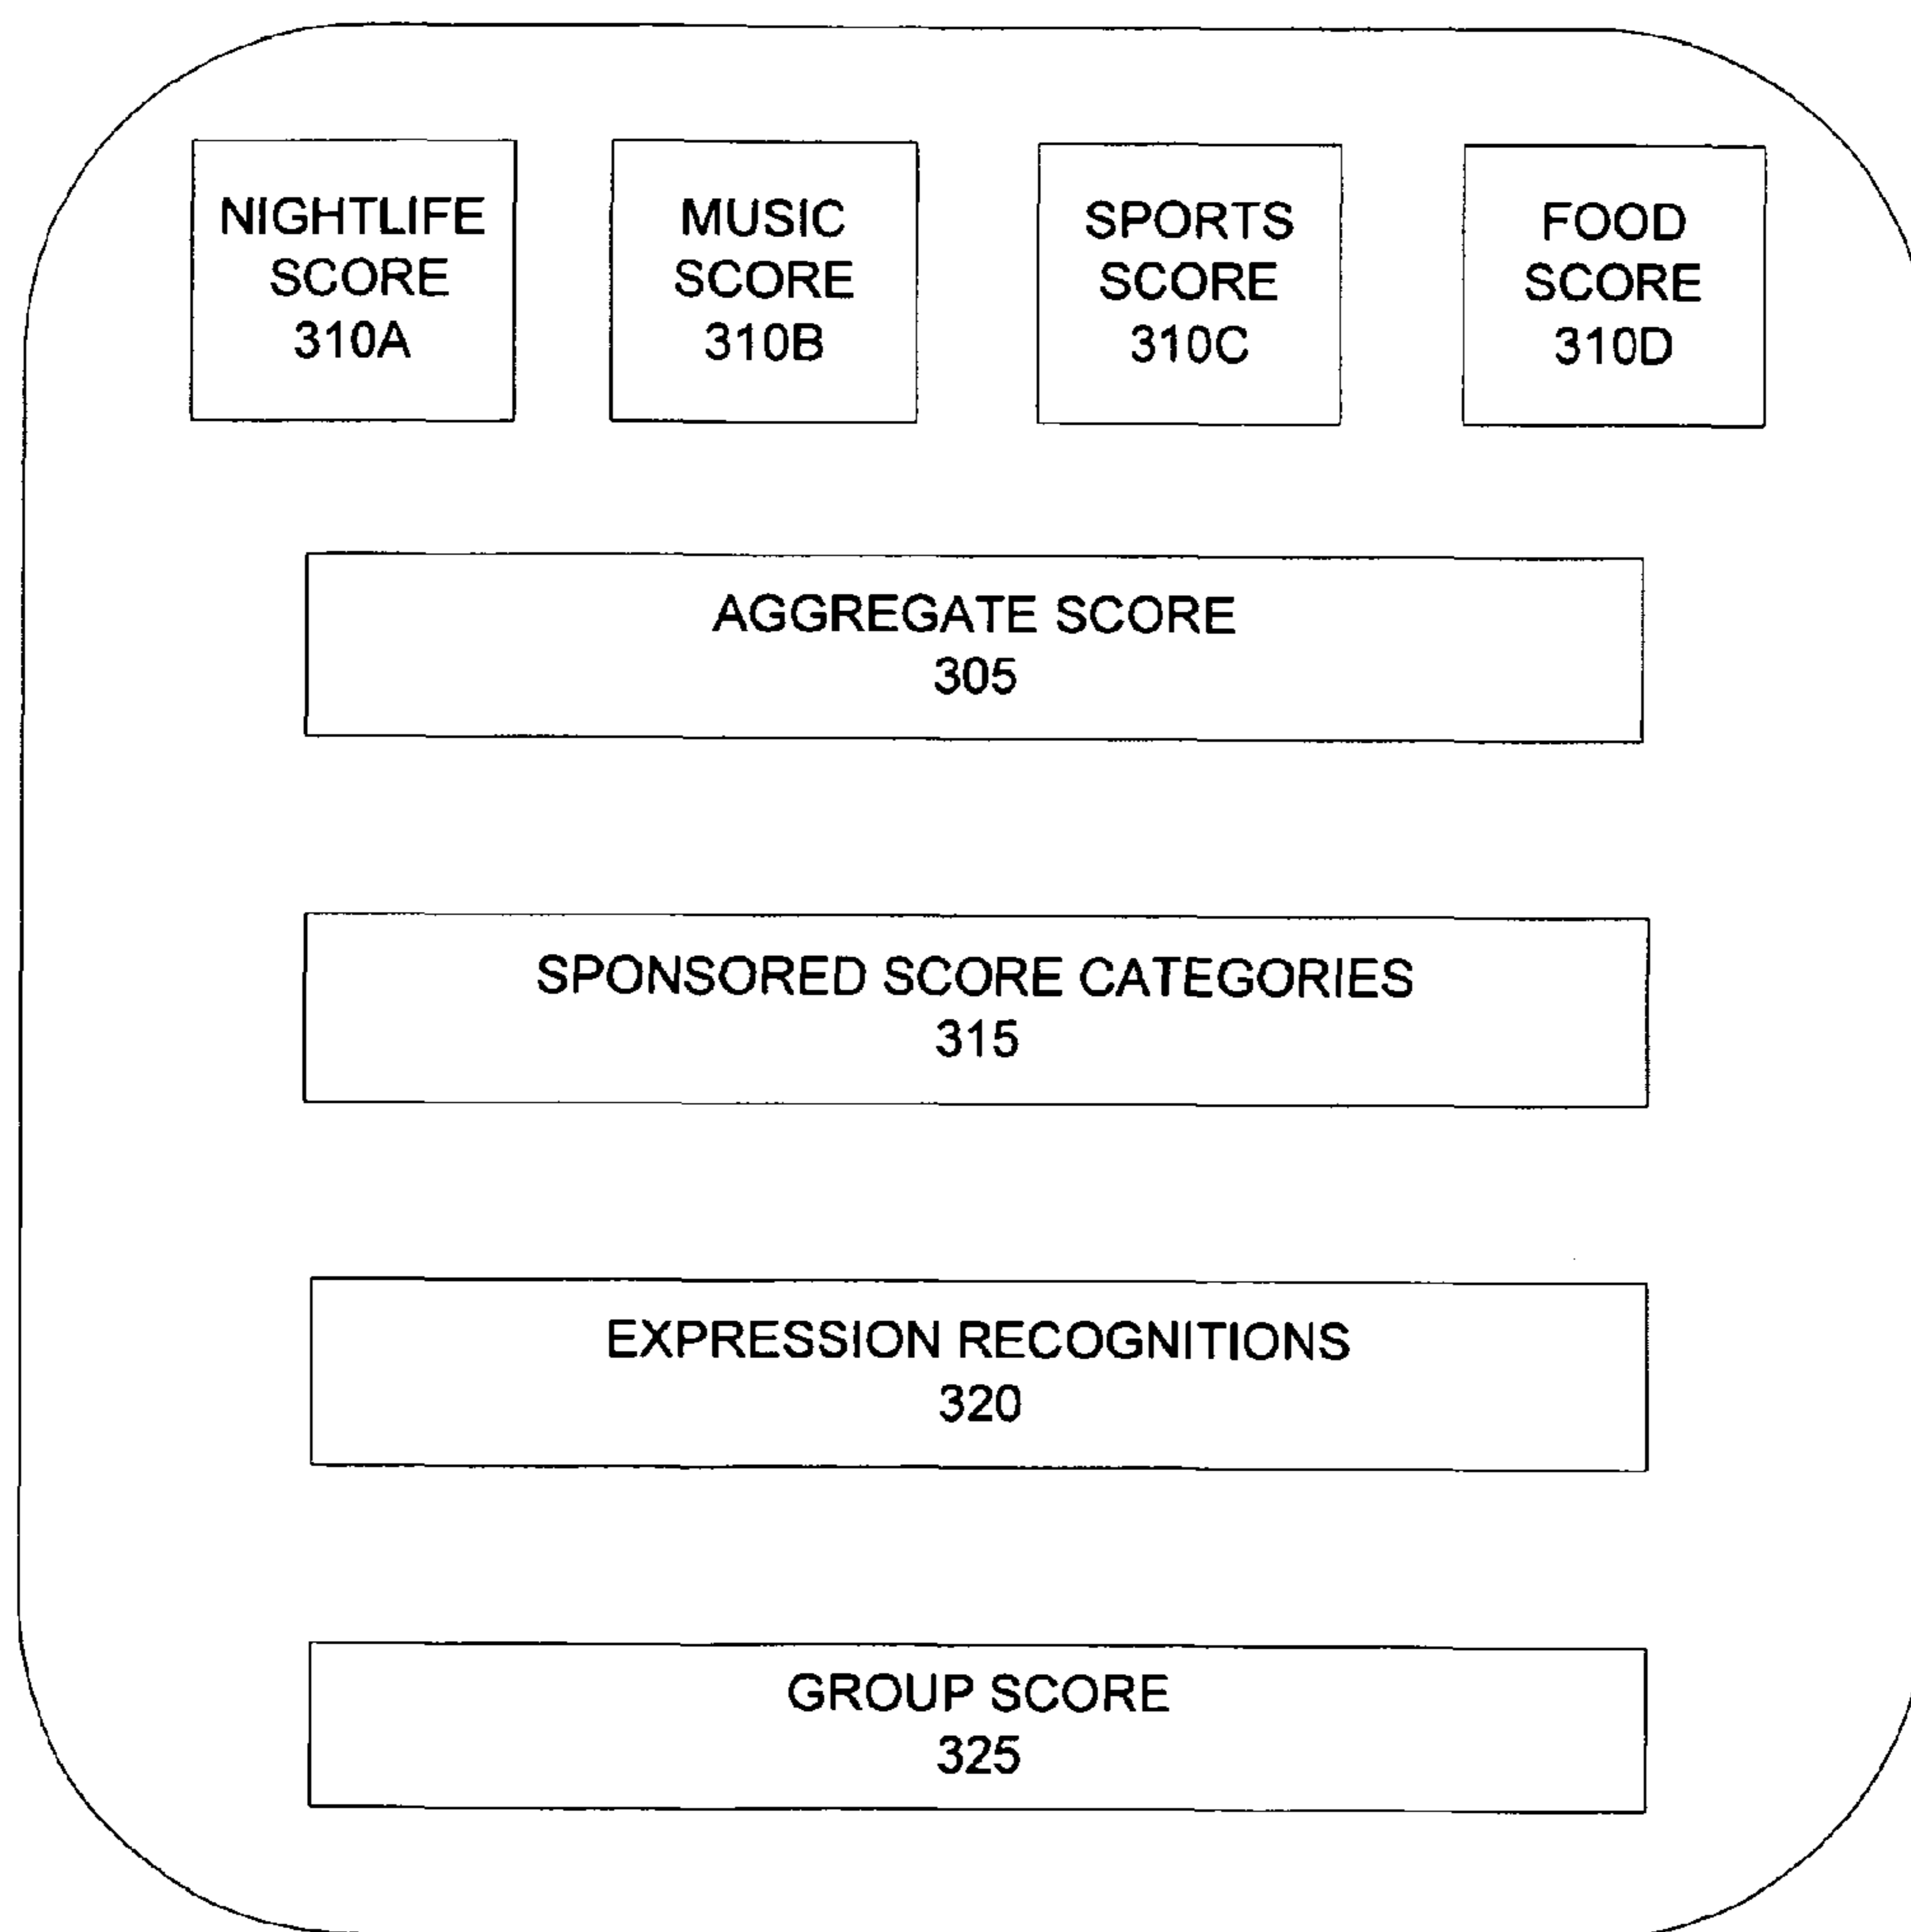 NIGHTLIFE
SCORE
310A
MUSIC
SCORE
310B
SPORTS
SCORE
310C
FOOD
SCORE
310D
AGGREGATE SCORE
305
SPONSORED SCORE CATEGORIES
315
EXPRESSION RECOGNITIONS
320
GROUP SCORE
325